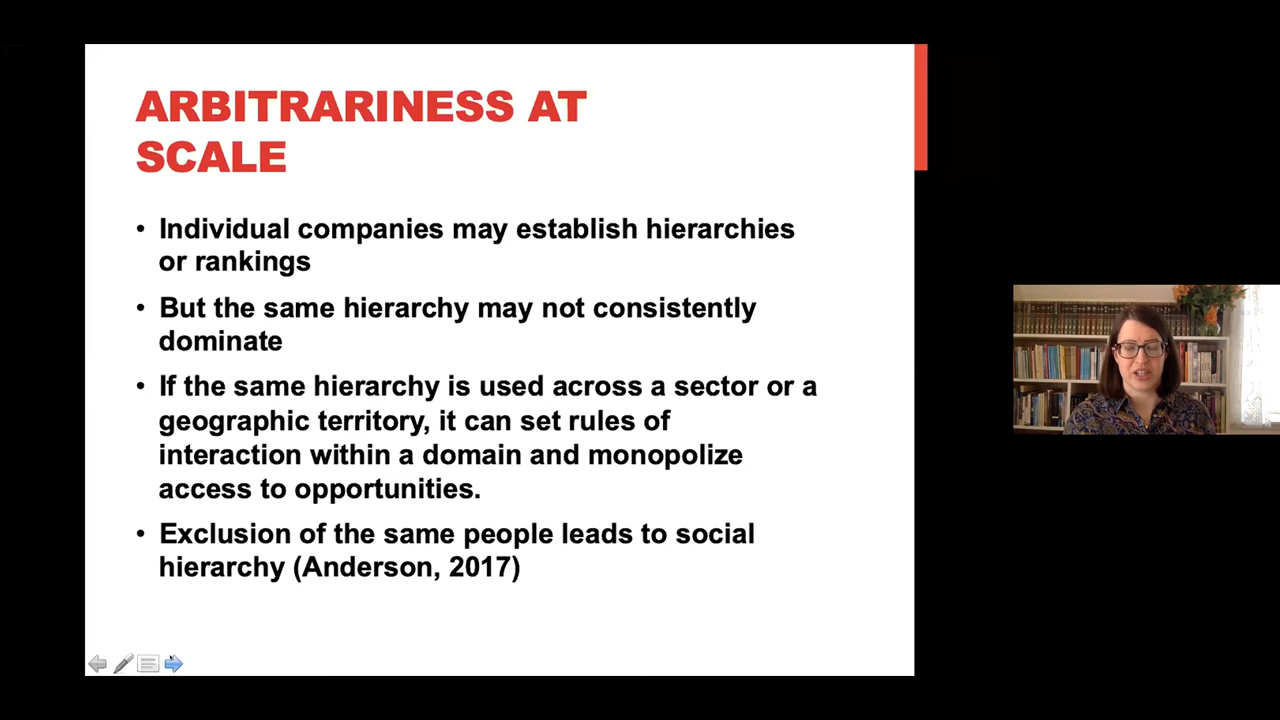 ARBITRARINESS AT
SCALE
• Individual companies may establish hierarchies
or rankings
• But the same hierarchy may not consistently
dominate
• If the same hierarchy is used across a sector or a
geographic territory, it can set rules of
interaction within a domain and monopolize
access to opportunities.
• Exclusion of the same people leads to social
hierarchy (Anderson, 2017)